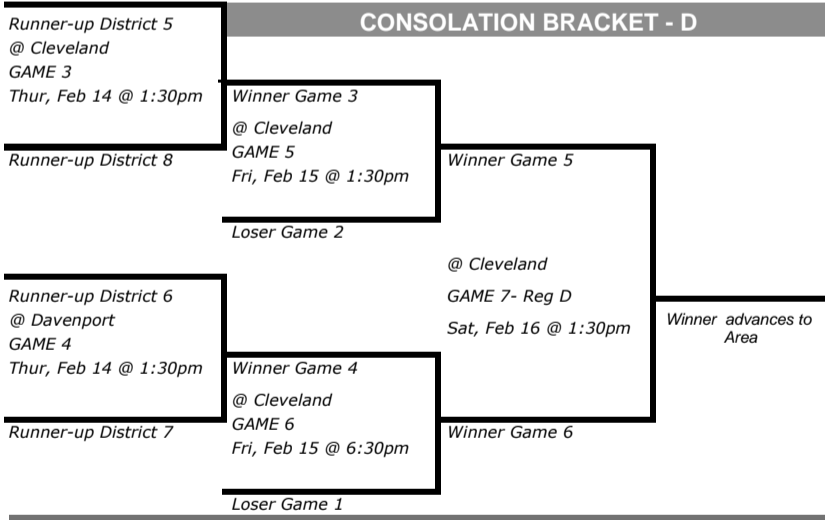 CONSOLATION BRACKET - D
Runner-up District 5
@ Cleveland
GAME 3
Thur, Feb 14 @ 1:30pm
Runner-up District 8
Winner Game 3
@ Cleveland
GAME 5
Fri, Feb 15 @ 1:30pm
Loser Game 2
Runner-up District 6
@ Davenport
GAME 4
Thur, Feb 14 @ 1:30pm
Runner-up District 7
Winner Game 4
@ Cleveland
GAME 6
Fri, Feb 15 @ 6:30pm
Loser Game 1
Winner Game 5
@ Cleveland
GAME 7- Reg D
Sat, Feb 16 @ 1:30pm
Winner Game 6
Winner advances to
Area